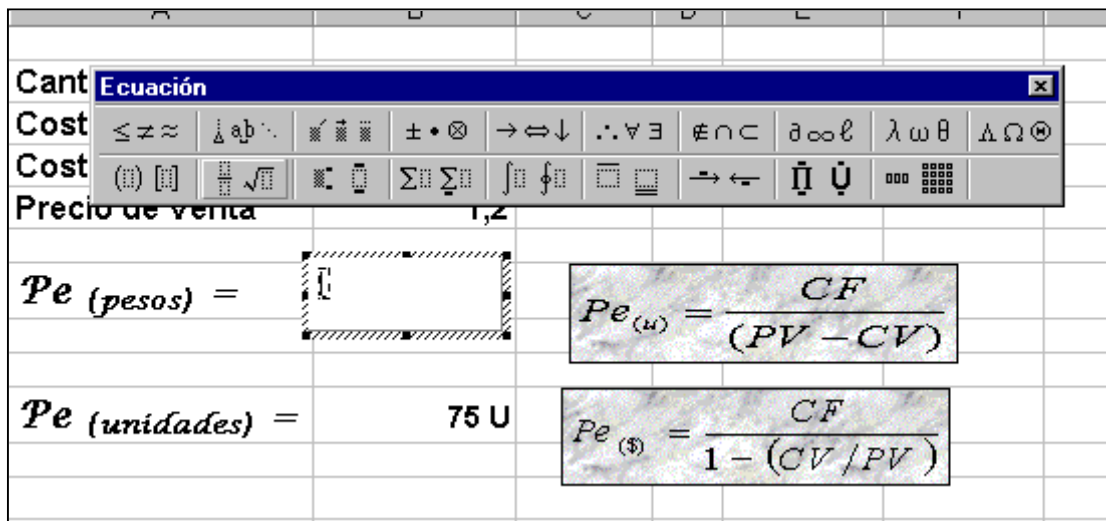 Cant
Ecuación
Cost
≤ ≠ ≈ ab ± • ⊗ → ⇔ ↓ ∴ ∀ ∃ ∉ ∩ ⊂ ∂ ∞ ℓ λ ω θ Λ Ω Θ
Cost
Precio de venta 1,2
Pe (pesos) =
Pe(u) = CF / (PV − CV)
Pe (unidades) = 75 U
Pe($) = CF / 1 − (CV/PV)